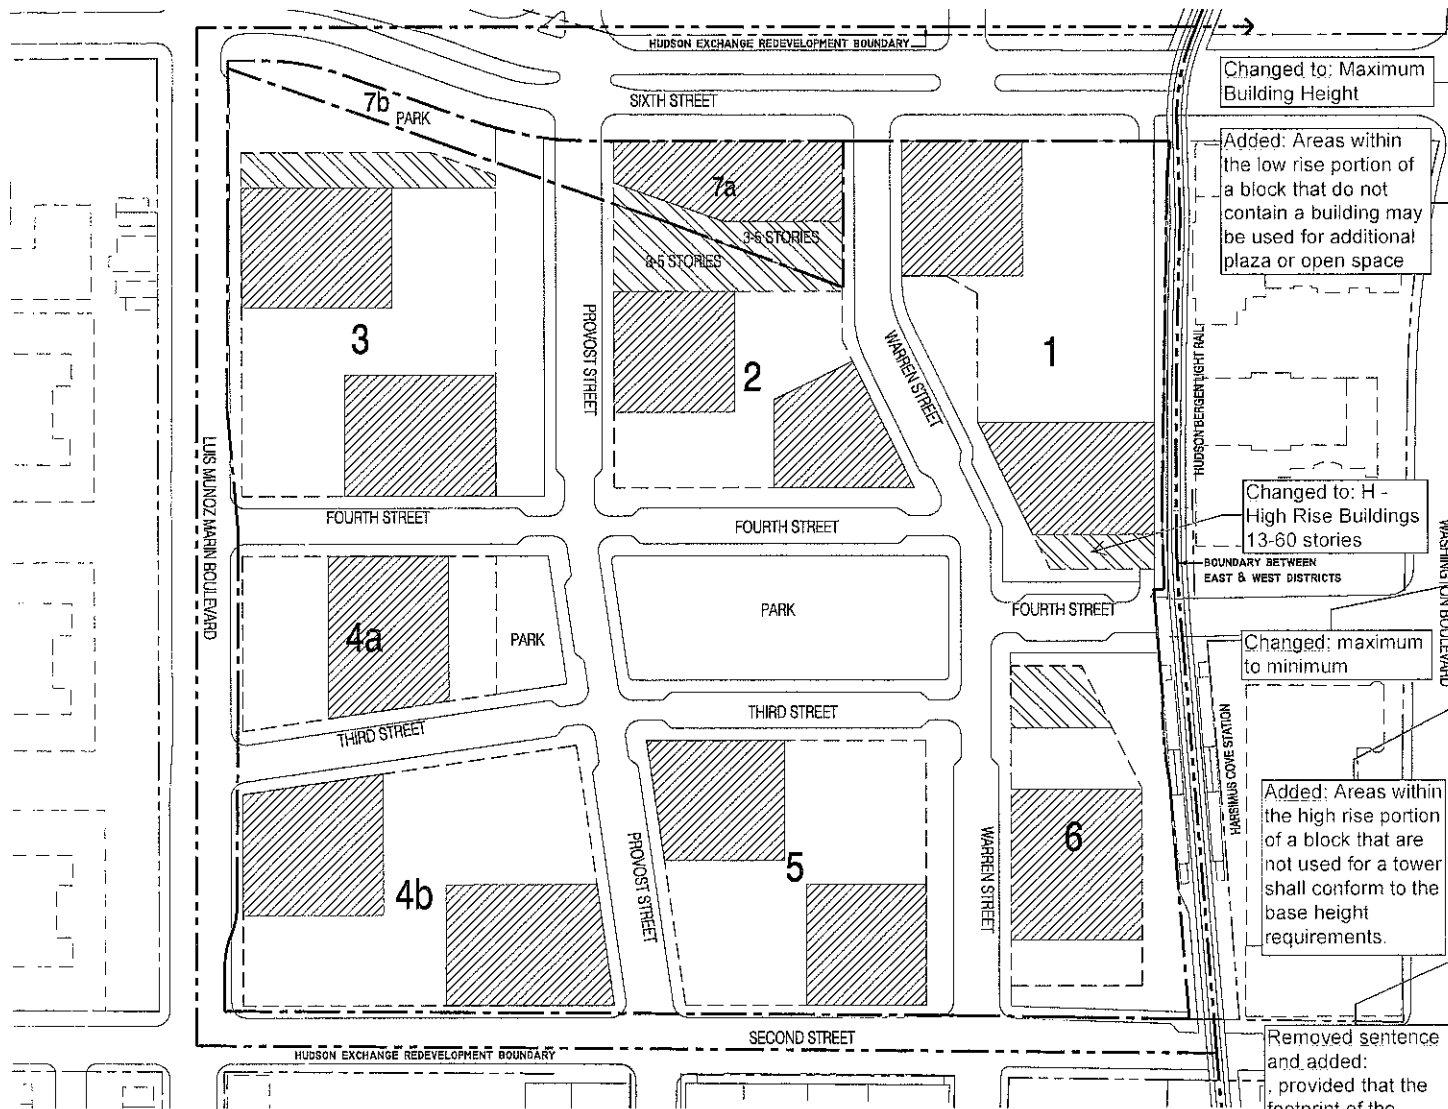 HUDSON EXCHANGE REDEVELOPMENT BOUNDARY
Changed to: Maximum
Building Height
7b
PARK
SIXTH STREET
Added: Areas within
the low rise portion of
a block that do not
contain a building may
be used for additional
plaza or open space
7a
3-5 STORIES
3-5 STORIES
3
PROVOST STREET
2
WARREN STREET
1
HUDSON BERGEN LIGHT RAIL
LUIS MUNOZ MARIN BOULEVARD
FOURTH STREET
FOURTH STREET
Changed to: H -
High Rise Buildings
13-60 stories
WASHINGTON BOULEVARD
BOUNDARY BETWEEN
EAST & WEST DISTRICTS
4a
PARK
PARK
FOURTH STREET
Changed: maximum
to minimum
THIRD STREET
THIRD STREET
HARSIMUS COVE STATION
Added: Areas within
the high rise portion
of a block that are
not used for a tower
shall conform to the
base height
requirements.
4b
PROVOST STREET
5
WARREN STREET
6
SECOND STREET
HUDSON EXCHANGE REDEVELOPMENT BOUNDARY
Removed sentence
and added:
, provided that the
footprint of the